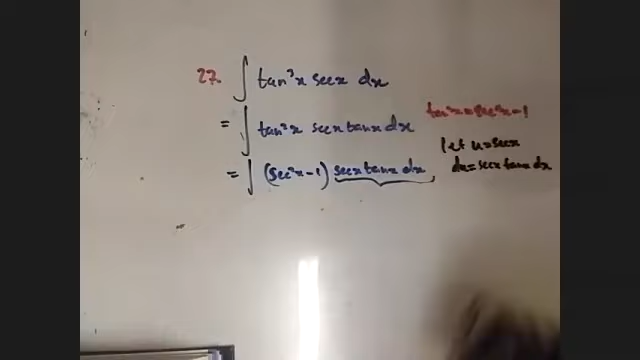 27. ∫ tan³x secx dx
= ∫ tan²x secx tanx dx
tan²x = sec²x - 1
= ∫ (sec²x - 1) secx tanx dx
let u = secx
du = secx tanx dx